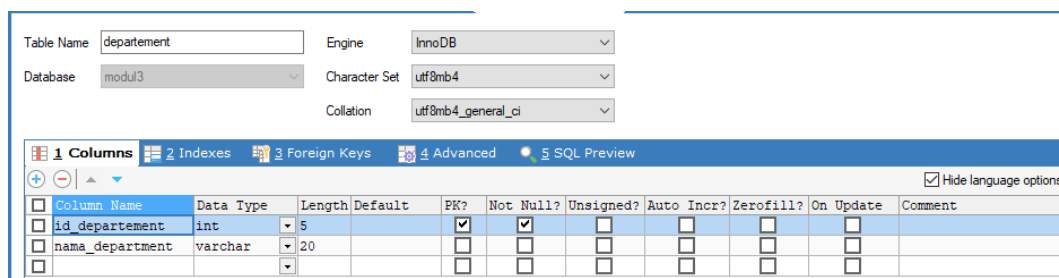 Table Name departement Engine InnoDB
Database modul3 Character Set utf8mb4
Collation utf8mb4_general_ci
1 Columns 2 Indexes 3 Foreign Keys 4 Advanced 5 SQL Preview
Hide language options
Column Name Data Type Length Default PK? Not Null? Unsigned? Auto Incr? Zerofill? On Update Comment
id_departement int 5
nama_department varchar 20